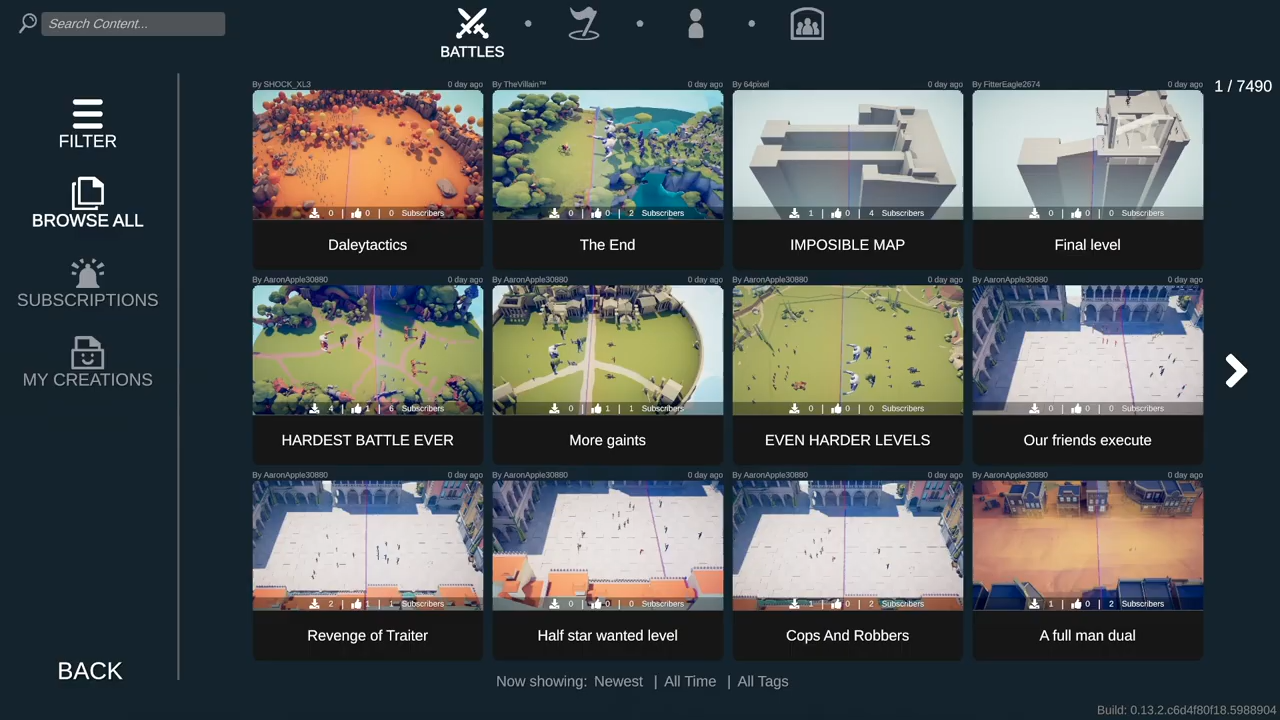 Search Content...
BATTLES
FILTER
BROWSE ALL
SUBSCRIPTIONS
MY CREATIONS
BACK
1 / 7490
By SHOCK_XL3 0 day ago
0 | 0 | 0 Subscribers
Daleytactics
By TheVillain™ 0 day ago
0 | 0 | 2 Subscribers
The End
By 64pixel 0 day ago
1 | 0 | 4 Subscribers
IMPOSIBLE MAP
By FitterEagle2674 0 day ago
0 | 0 | 0 Subscribers
Final level
By AaronApple30880 0 day ago
4 | 1 | 6 Subscribers
HARDEST BATTLE EVER
By AaronApple30880 0 day ago
0 | 1 | 1 Subscribers
More gaints
By AaronApple30880 0 day ago
0 | 0 | 0 Subscribers
EVEN HARDER LEVELS
By AaronApple30880 0 day ago
0 | 0 | 0 Subscribers
Our friends execute
By AaronApple30880 0 day ago
2 | 1 | 1 Subscribers
Revenge of Traiter
By AaronApple30880 0 day ago
0 | 0 | 0 Subscribers
Half star wanted level
By AaronApple30880 0 day ago
1 | 0 | 2 Subscribers
Cops And Robbers
By AaronApple30880 0 day ago
1 | 0 | 2 Subscribers
A full man dual
Now showing: Newest | All Time | All Tags
Build: 0.13.2.c6d4f80f18.5988904